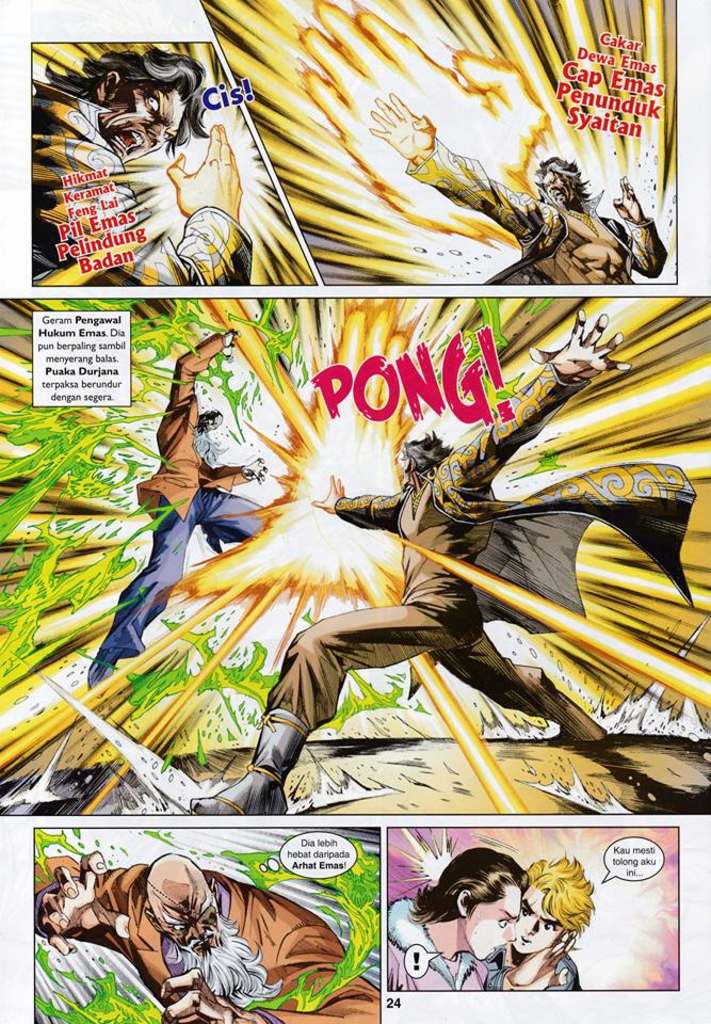 Cis!
Hikmat
Keramat
Feng Lai
Pil Emas
Pelindung
Badan
Cakar
Dewa Emas
Cap Emas
Penunduk
Syaitan
Geram Pengawal
Hukum Emas. Dia
pun berpaling sambil
menyerang balas.
Puaka Durjana
terpaksa berundur
dengan segera.
PONG!
Dia lebih
hebat daripada
Arhat Emas!
Kau mesti
tolong aku
ini...
!
24